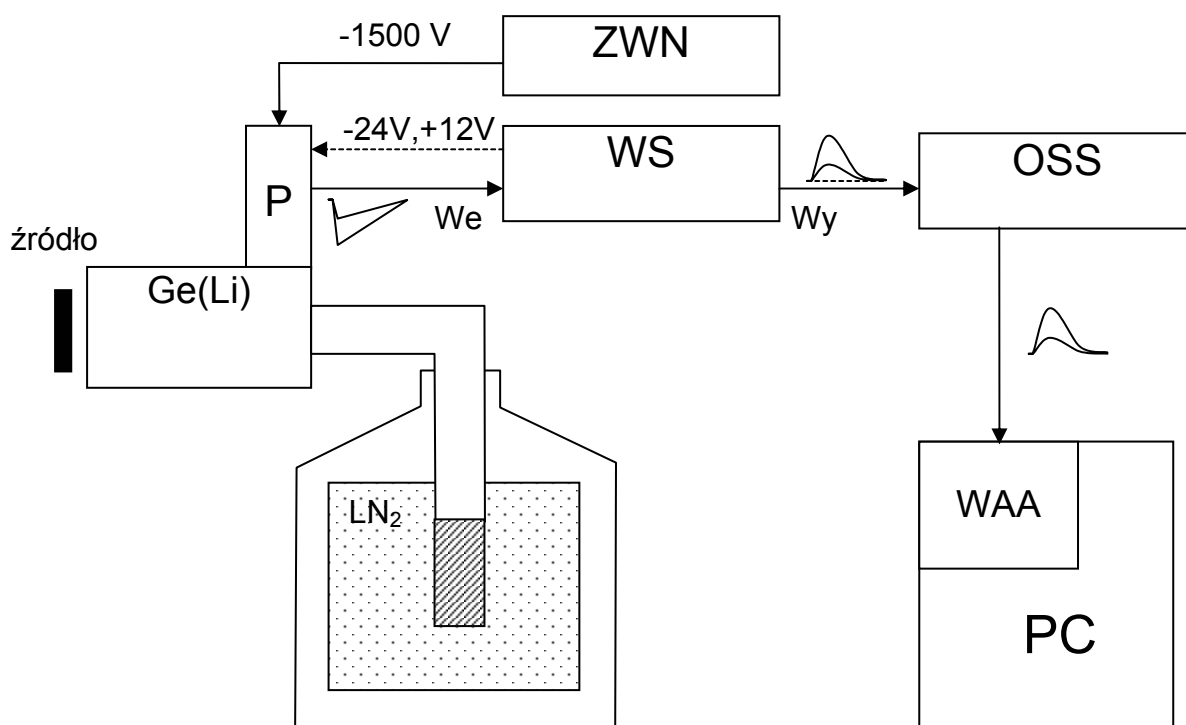 -1500 V
ZWN
-24V,+12V
WS
OSS
P
We
Wy
źródło
Ge(Li)
LN₂
WAA
PC